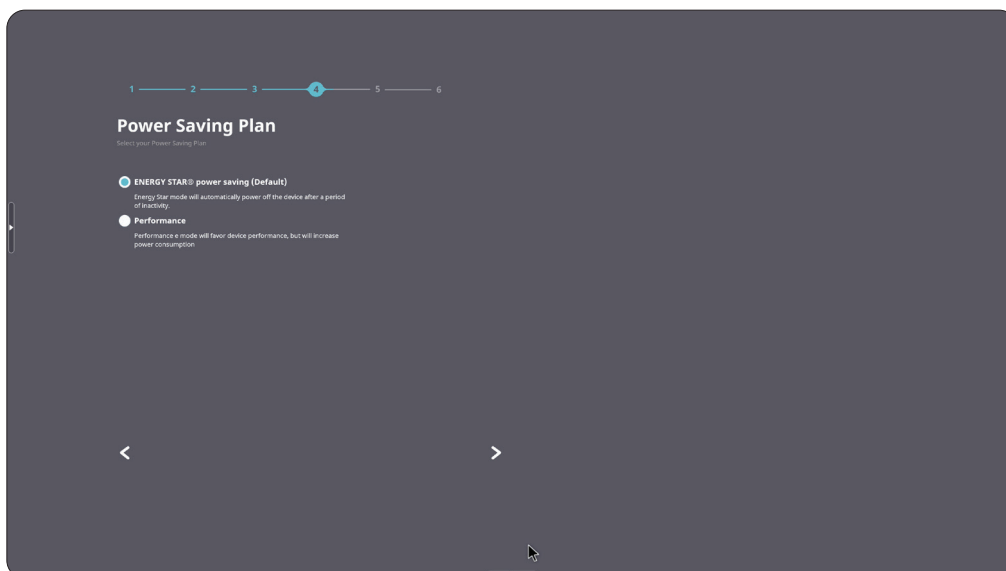 1 2 3 4 5 6
Power Saving Plan
Select your Power Saving Plan
ENERGY STAR® power saving (Default)
Energy Star mode will automatically power off the device after a period
of inactivity.
Performance
Performance e mode will favor device performance, but will increase
power consumption